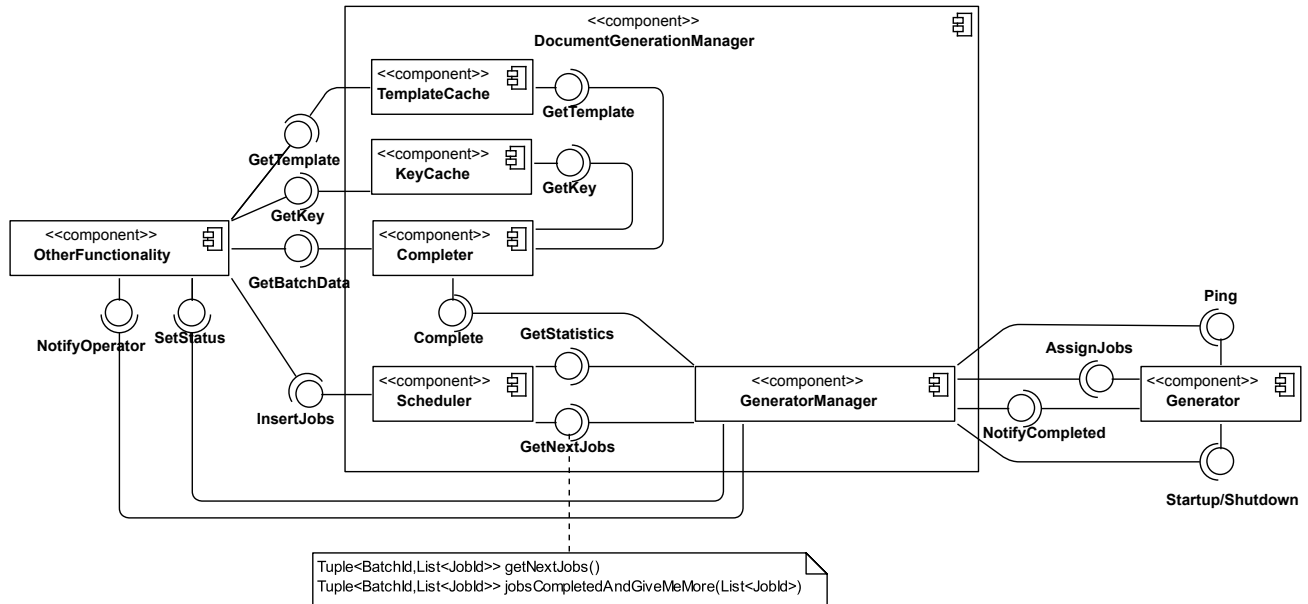 <<component>>
DocumentGenerationManager
<<component>>
TemplateCache
GetTemplate
GetTemplate
<<component>>
KeyCache
GetKey
GetKey
<<component>>
OtherFunctionality
<<component>>
Completer
GetBatchData
NotifyOperator
SetStatus
Complete
GetStatistics
Ping
AssignJobs
<<component>>
Scheduler
<<component>>
GeneratorManager
<<component>>
Generator
InsertJobs
GetNextJobs
NotifyCompleted
Startup/Shutdown
Tuple<BatchId,List<JobId>> getNextJobs()
Tuple<BatchId,List<JobId>> jobsCompletedAndGiveMeMore(List<JobId>)